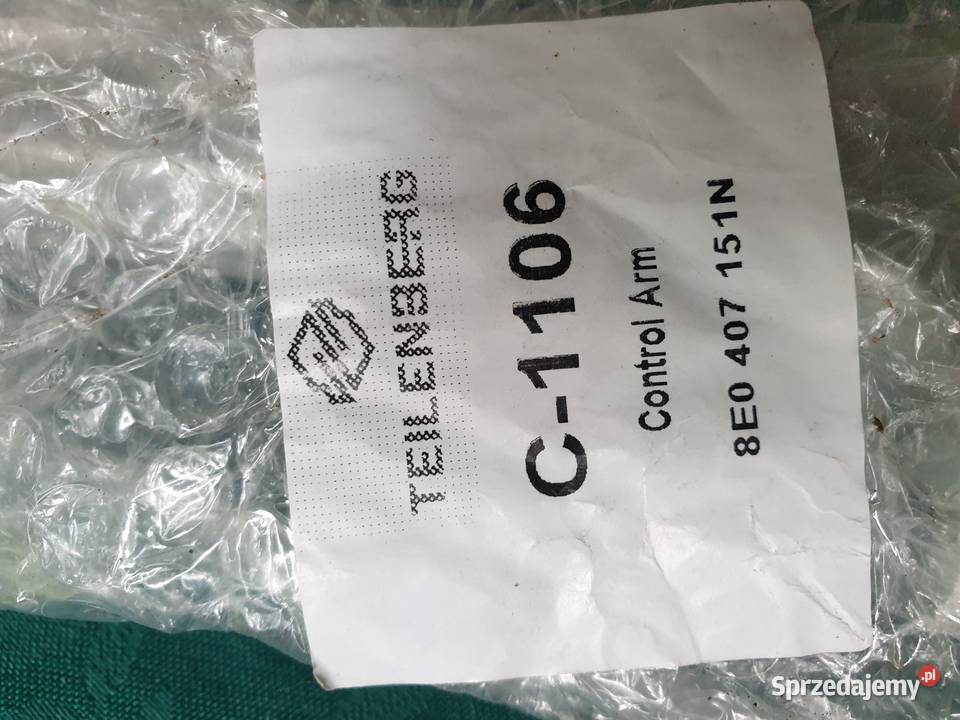 TEILENBERG
C-1106
Control Arm
8E0 407 151N
Sprzedajemy.pl